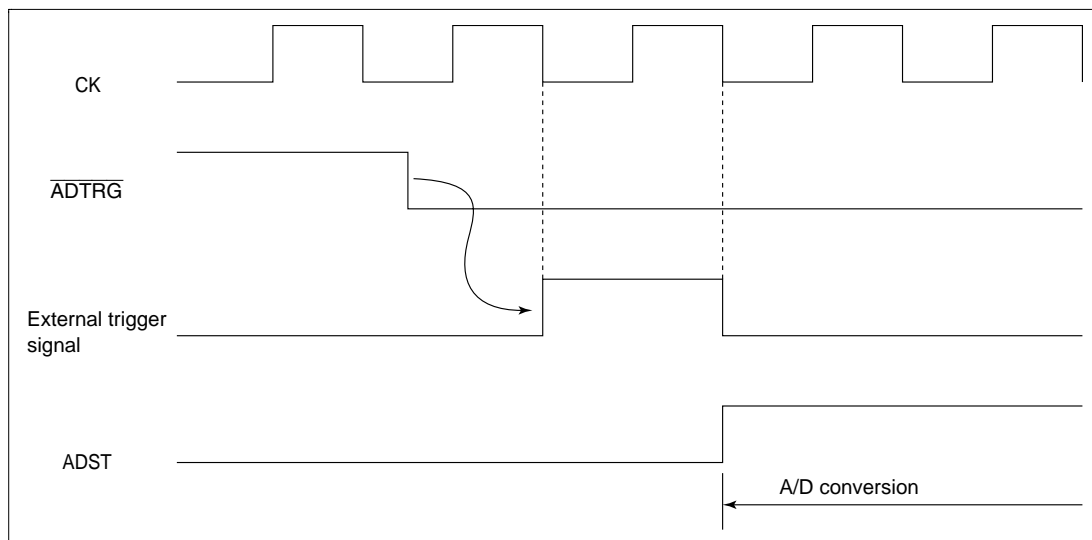 CK
ADTRG
External trigger
signal
ADST
A/D conversion